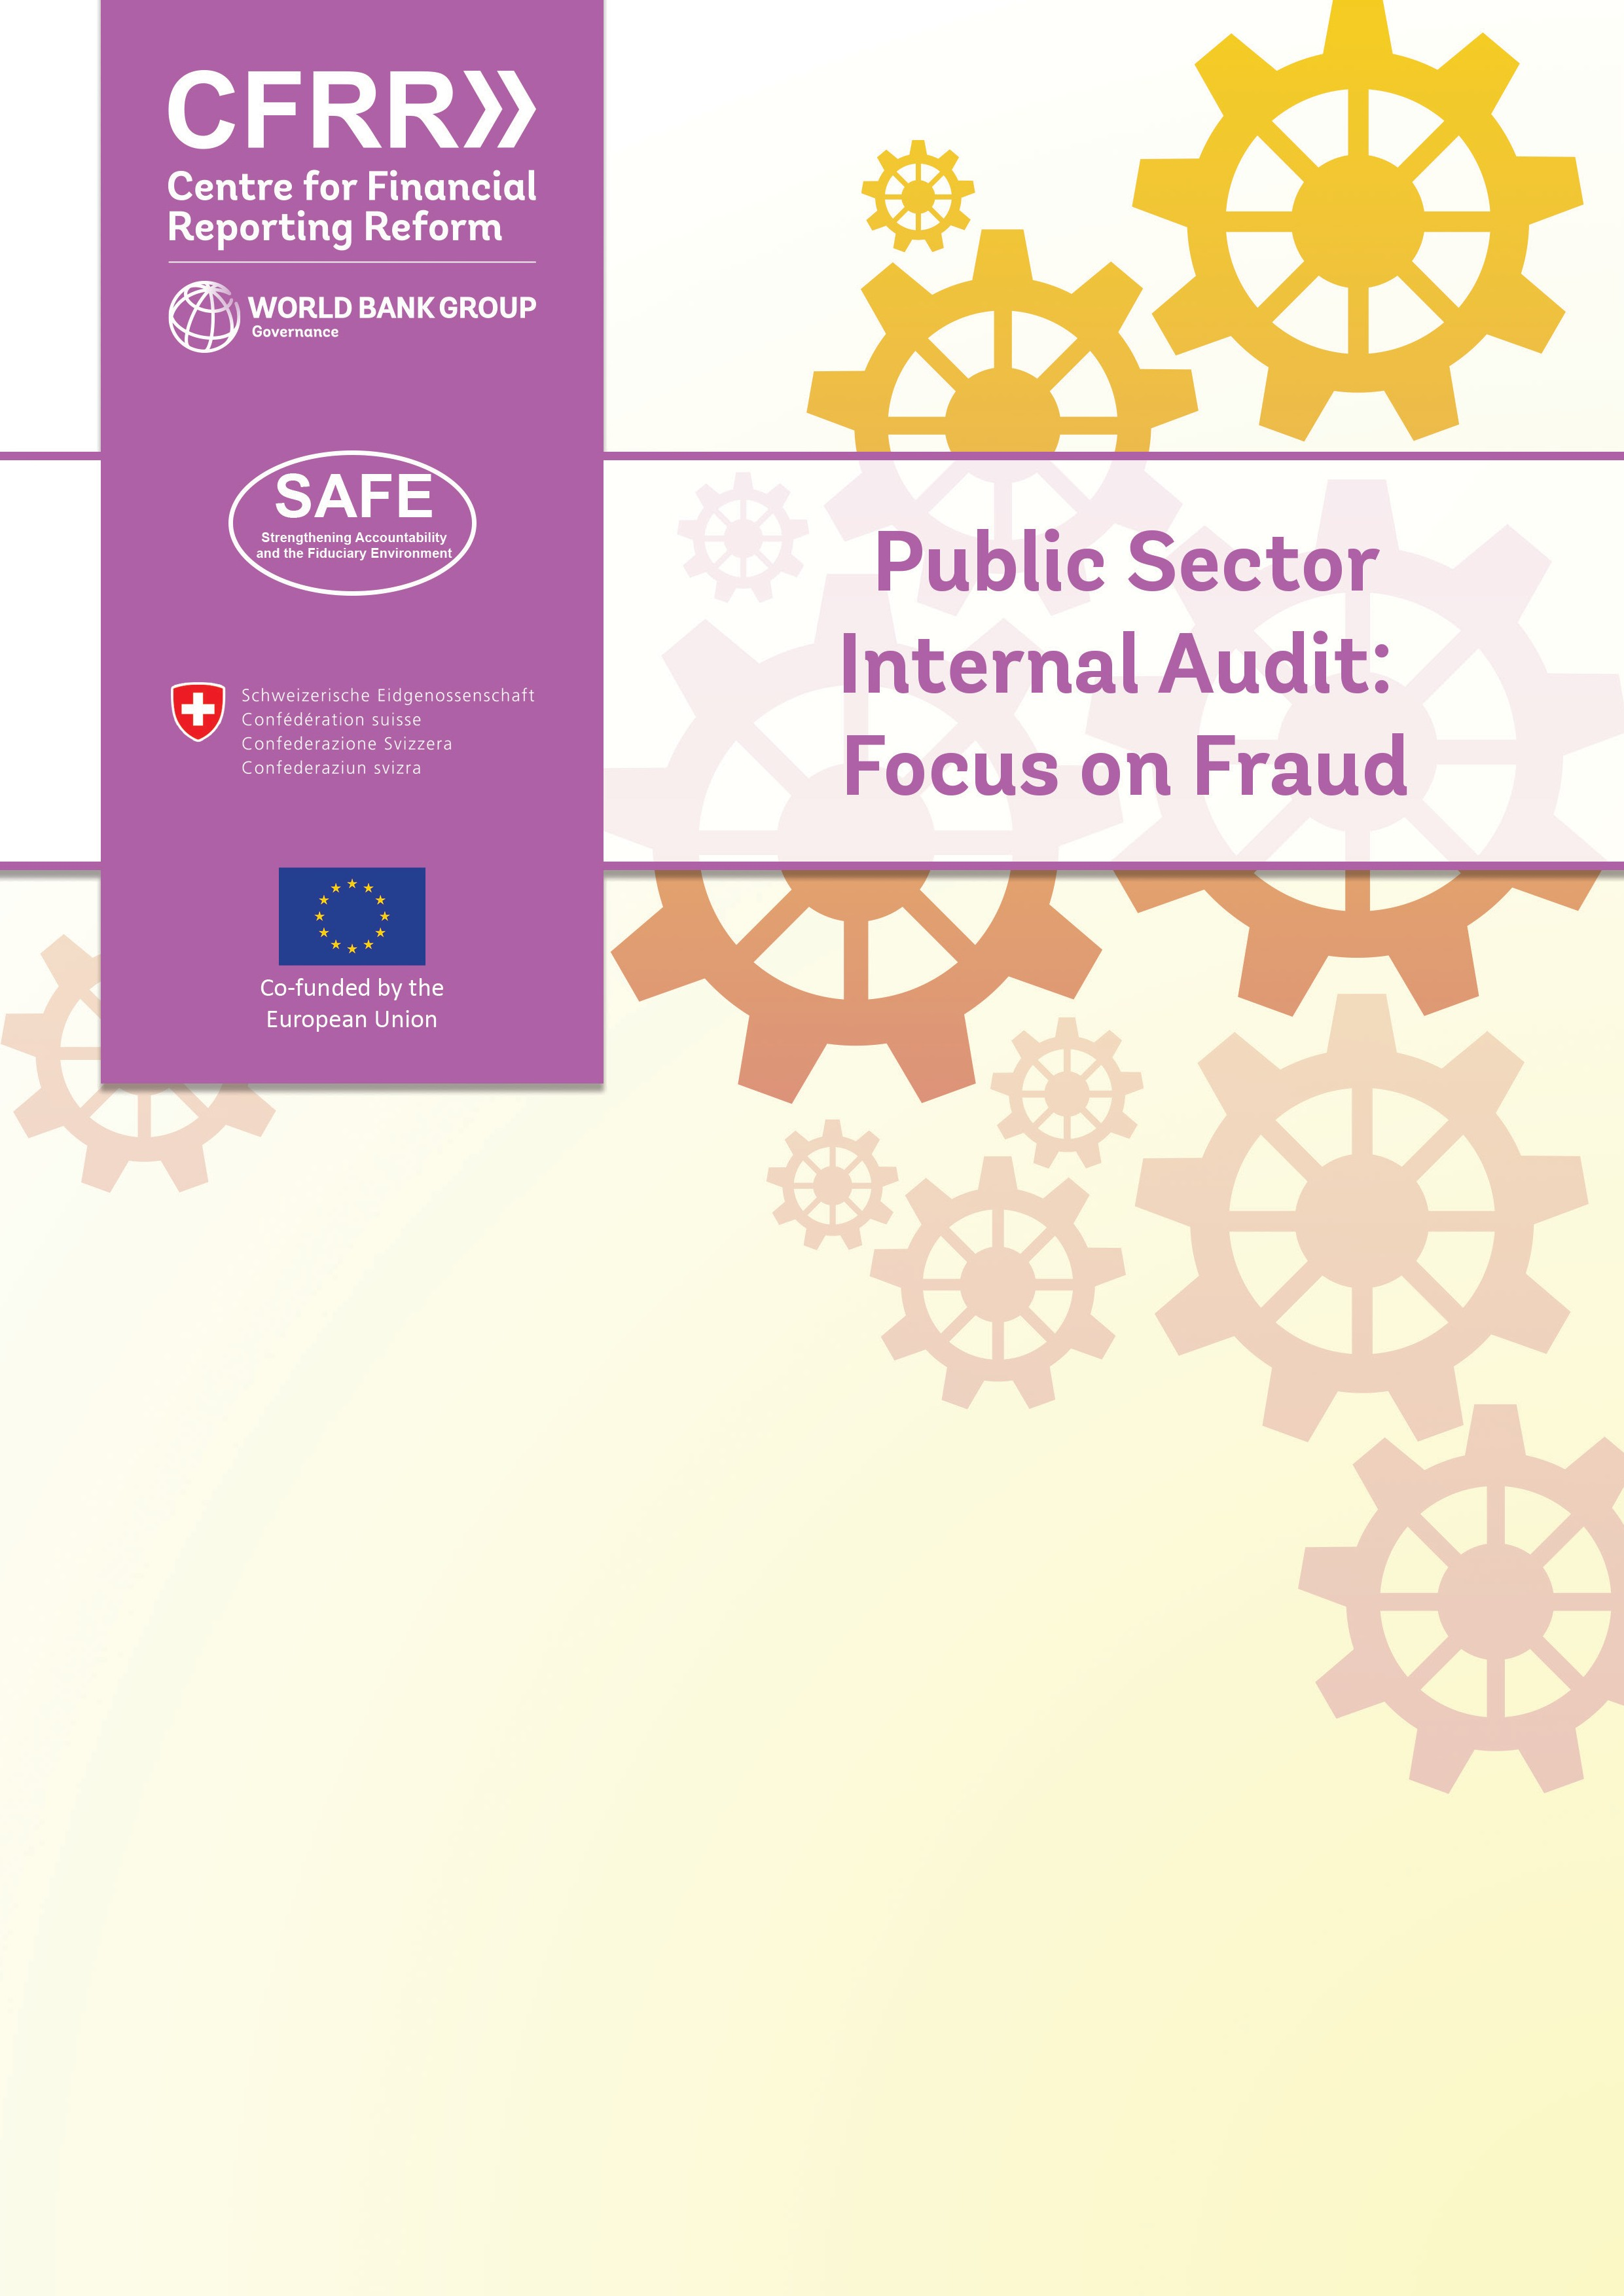 CFRR
Centre for Financial
Reporting Reform
WORLD BANK GROUP
Governance
SAFE
Strengthening Accountability
and the Fiduciary Environment
Schweizerische Eidgenossenschaft
Confédération suisse
Confederazione Svizzera
Confederaziun svizra
Co-funded by the
European Union
Public Sector
Internal Audit:
Focus on Fraud